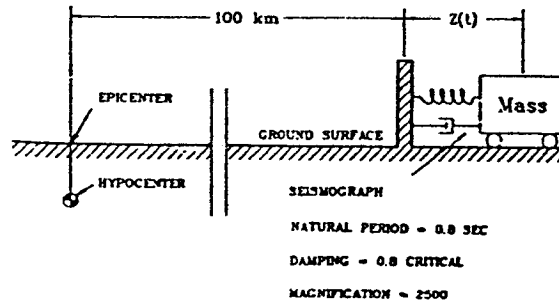 100 km
Z(t)
EPICENTER
Mass
GROUND SURFACE
HYPOCENTER
SEISMOGRAPH
NATURAL PERIOD = 0.8 SEC
DAMPING = 0.8 CRITICAL
MAGNIFICATION = 2500